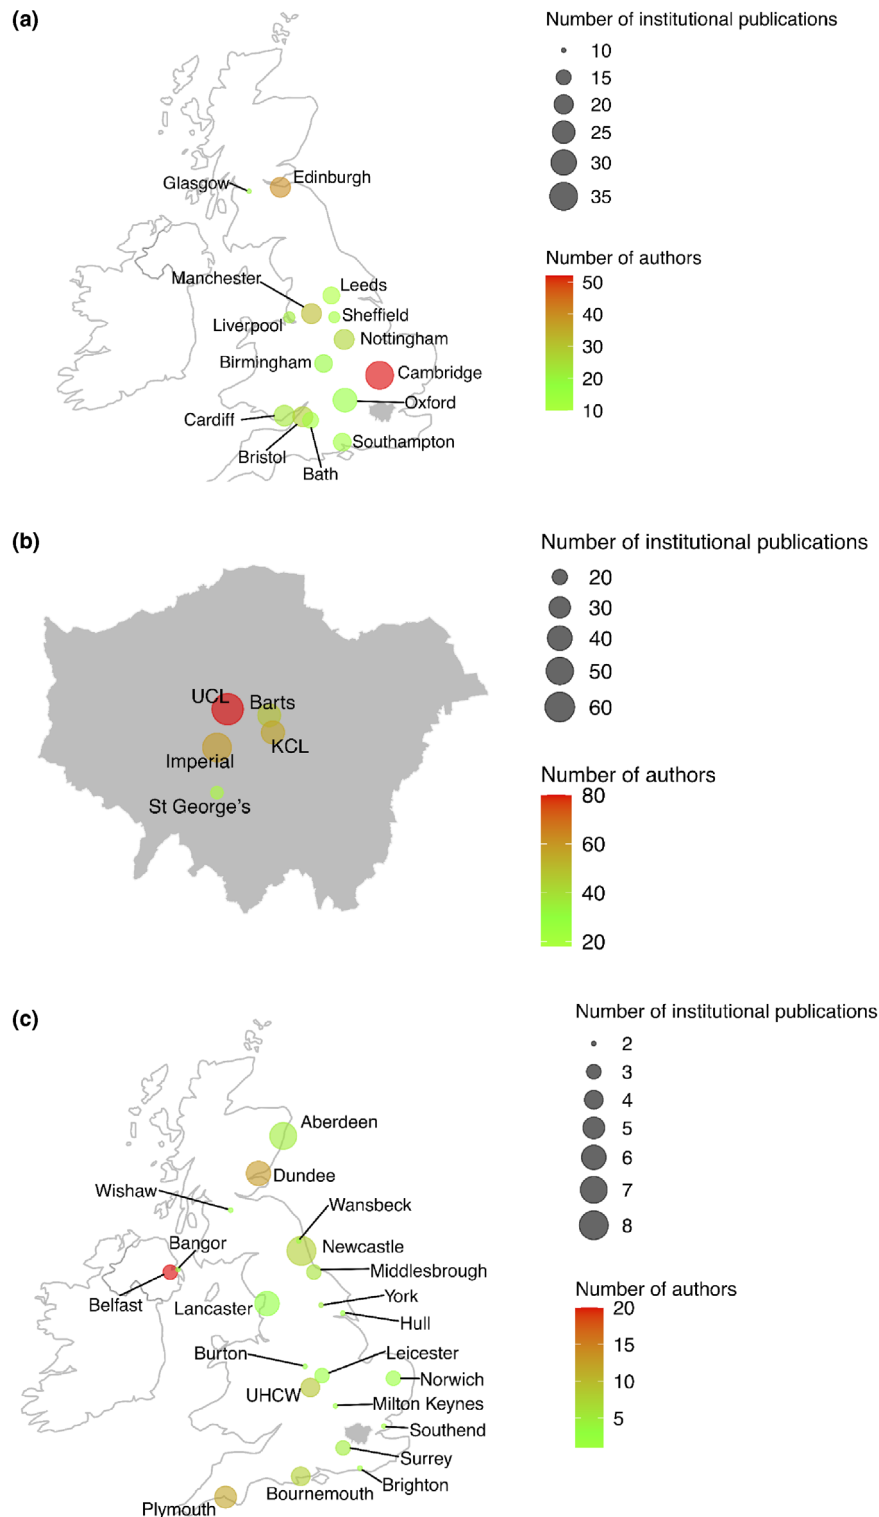 (a)
Number of institutional publications
10
15
20
25
30
35
Number of authors
50
40
30
20
10
Glasgow
Edinburgh
Manchester
Leeds
Liverpool
Sheffield
Nottingham
Birmingham
Cambridge
Oxford
Cardiff
Bristol
Southampton
Bath
(b)
Number of institutional publications
20
30
40
50
60
Number of authors
80
60
40
20
UCL
Barts
KCL
Imperial
St George's
(c)
Number of institutional publications
2
3
4
5
6
7
8
Number of authors
20
15
10
5
Aberdeen
Dundee
Wishaw
Wansbeck
Bangor
Newcastle
Middlesbrough
Belfast
Lancaster
York
Hull
Burton
Leicester
UHCW
Norwich
Milton Keynes
Southend
Surrey
Brighton
Bournemouth
Plymouth